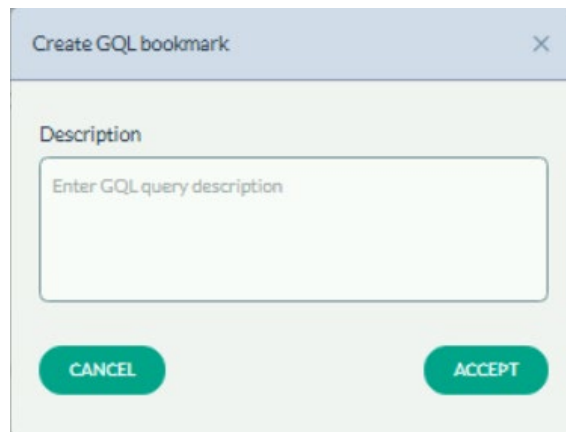 Create GQL bookmark
Description
Enter GQL query description
CANCEL
ACCEPT